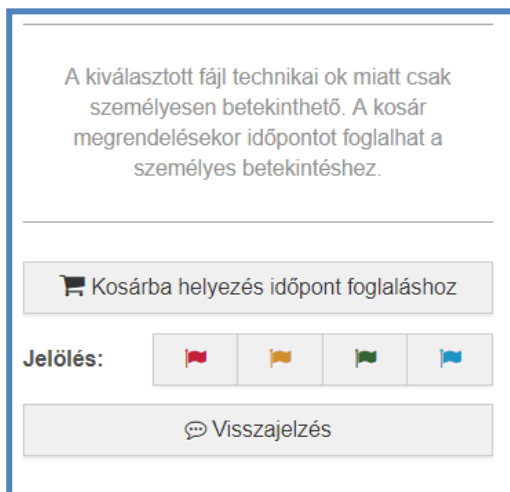 A kiválasztott fájl technikai ok miatt csak
személyesen betekinthető. A kosár
megrendelésekor időpontot foglalhat a
személyes betekintéshez.
Kosárba helyezés időpont foglaláshoz
Jelölés:
Visszajelzés